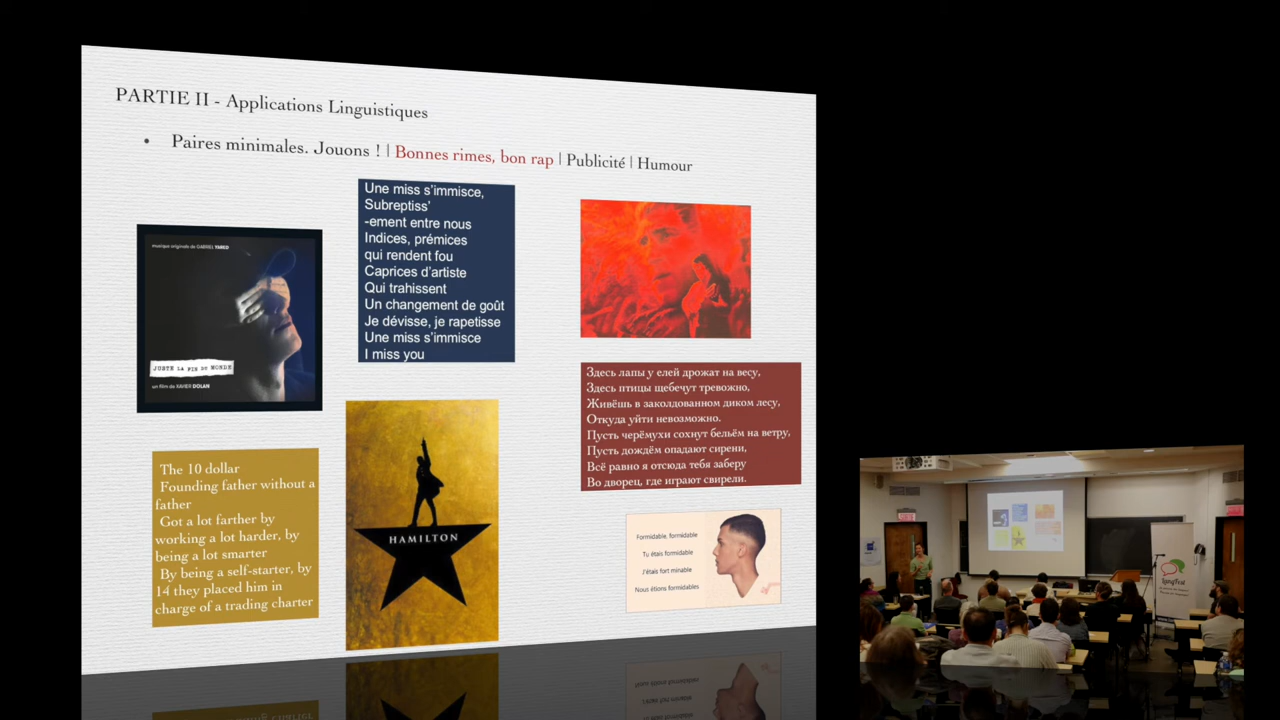 PARTIE II - Applications Linguistiques
• Paires minimales. Jouons ! | Bonnes rimes, bon rap | Publicité | Humour
musique originale de GABRIEL YARED
JUSTE LA FIN DU MONDE
un film de XAVIER DOLAN
Une miss s'immisce,
Subreptiss'
-ement entre nous
Indices, prémices
qui rendent fou
Caprices d'artiste
Qui trahissent
Un changement de goût
Je dévisse, je rapetisse
Une miss s'immisce
I miss you
Здесь лапы у елей дрожат на весу,
Здесь птицы щебечут тревожно,
Живёшь в заколдованном диком лесу,
Откуда уйти невозможно.
Пусть черёмухи сохнут бельём на ветру,
Пусть дождём опадают сирени,
Всё равно я отсюда тебя заберу
Во дворец, где играют свирели.
The 10 dollar
Founding father without a
father
Got a lot farther by
working a lot harder, by
being a lot smarter
By being a self-starter, by
14 they placed him in
charge of a trading charter
HAMILTON
Formidable, formidable
Tu étais formidable
J'étais fort minable
Nous étions formidables
LangFest